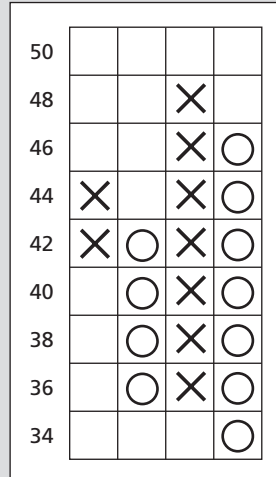 50
48 X
46 X O
44 X X O
42 X O X O
40 O X O
38 O X O
36 O X O
34 O